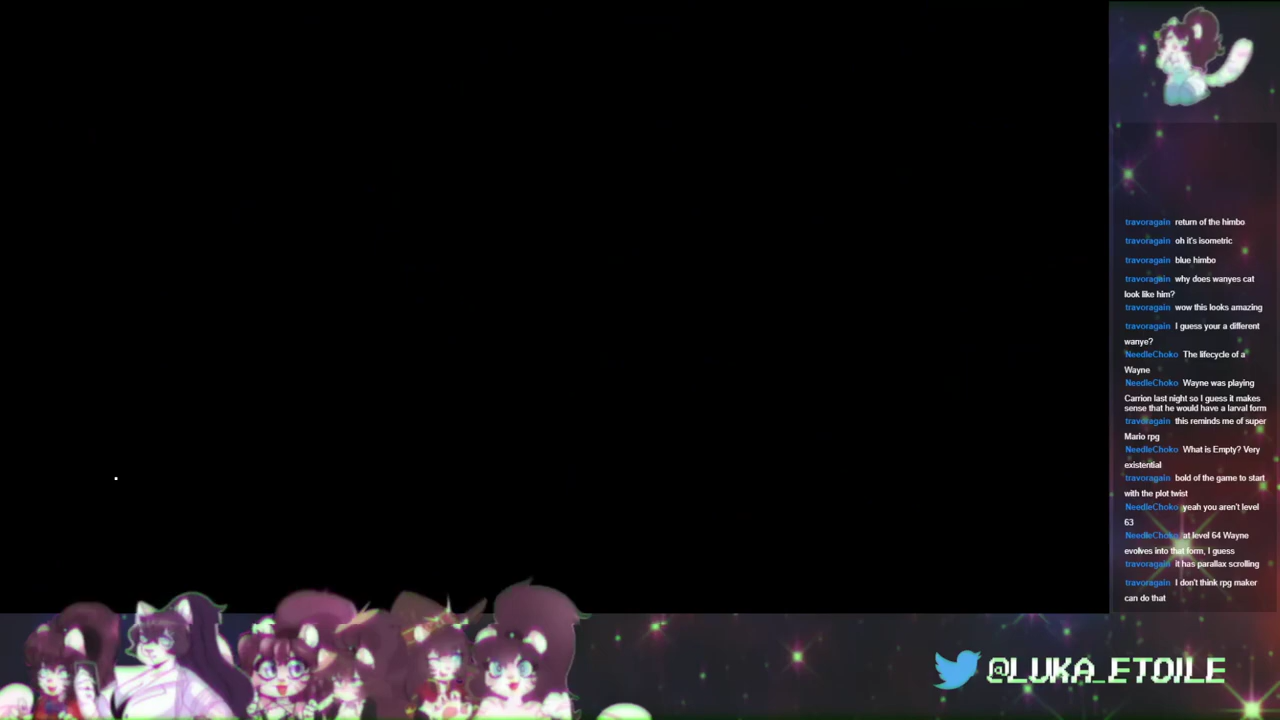 travoragain return of the himbo
travoragain oh it's isometric
travoragain blue himbo
travoragain why does wanyes cat
look like him?
travoragain wow this looks amazing
travoragain I guess your a different
wanye?
NeedleChoko The lifecycle of a
Wayne
NeedleChoko Wayne was playing
Carrion last night so I guess it makes
sense that he would have a larval form
travoragain this reminds me of super
Mario rpg
NeedleChoko What is Empty? Very
existential
travoragain bold of the game to start
with the plot twist
NeedleChoko yeah you aren't level
63
NeedleChoko at level 64 Wayne
evolves into that form, I guess
travoragain it has parallax scrolling
travoragain I don't think rpg maker
can do that
@LUKA_ETOILE